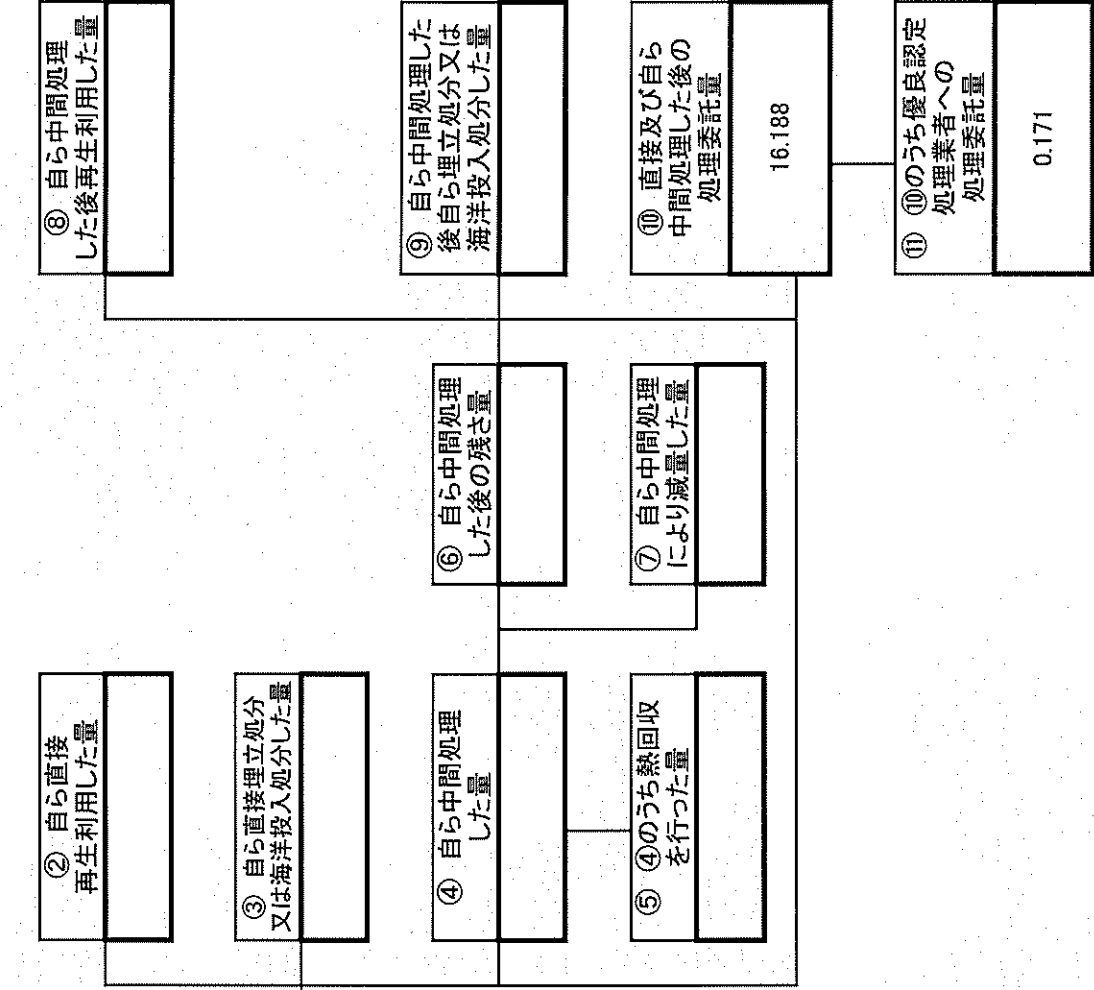 ② 自ら直接
再生利用した量
③ 自ら直接埋立処分
又は海洋投入処分した量
④ 自ら中間処理
した量
⑤ ④のうち熱回収
を行った量
⑥ 自ら中間処理
した後の残さ量
⑦ 自ら中間処理
により減量した量
⑧ 自ら中間処理
した後再生利用した量
⑨ 自ら中間処理した
後自ら埋立処分又は
海洋投入処分した量
⑩ 直接及び自ら
中間処理した後の
処理委託量
16.188
⑪ ⑩のうち優良認定
処理業者への
処理委託量
0.171